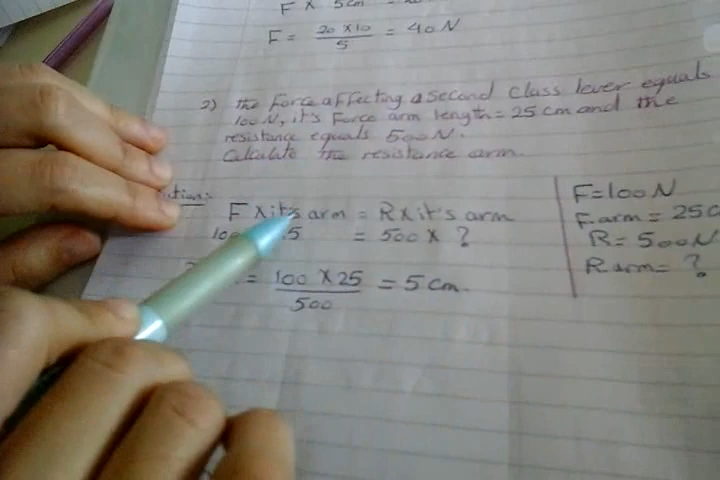 F × 5cm =
F = 20 × 10 / 5 = 40 N
2) the Force affecting a second class lever equals
100 N, it's Force arm length = 25 cm and the
resistance equals 500 N.
Calculate the resistance arm.
F × it's arm = R × it's arm
= 500 × ?
= 100 × 25 / 500 = 5 cm.
F = 100 N
F. arm = 25 c
R = 500 N
R arm = ?